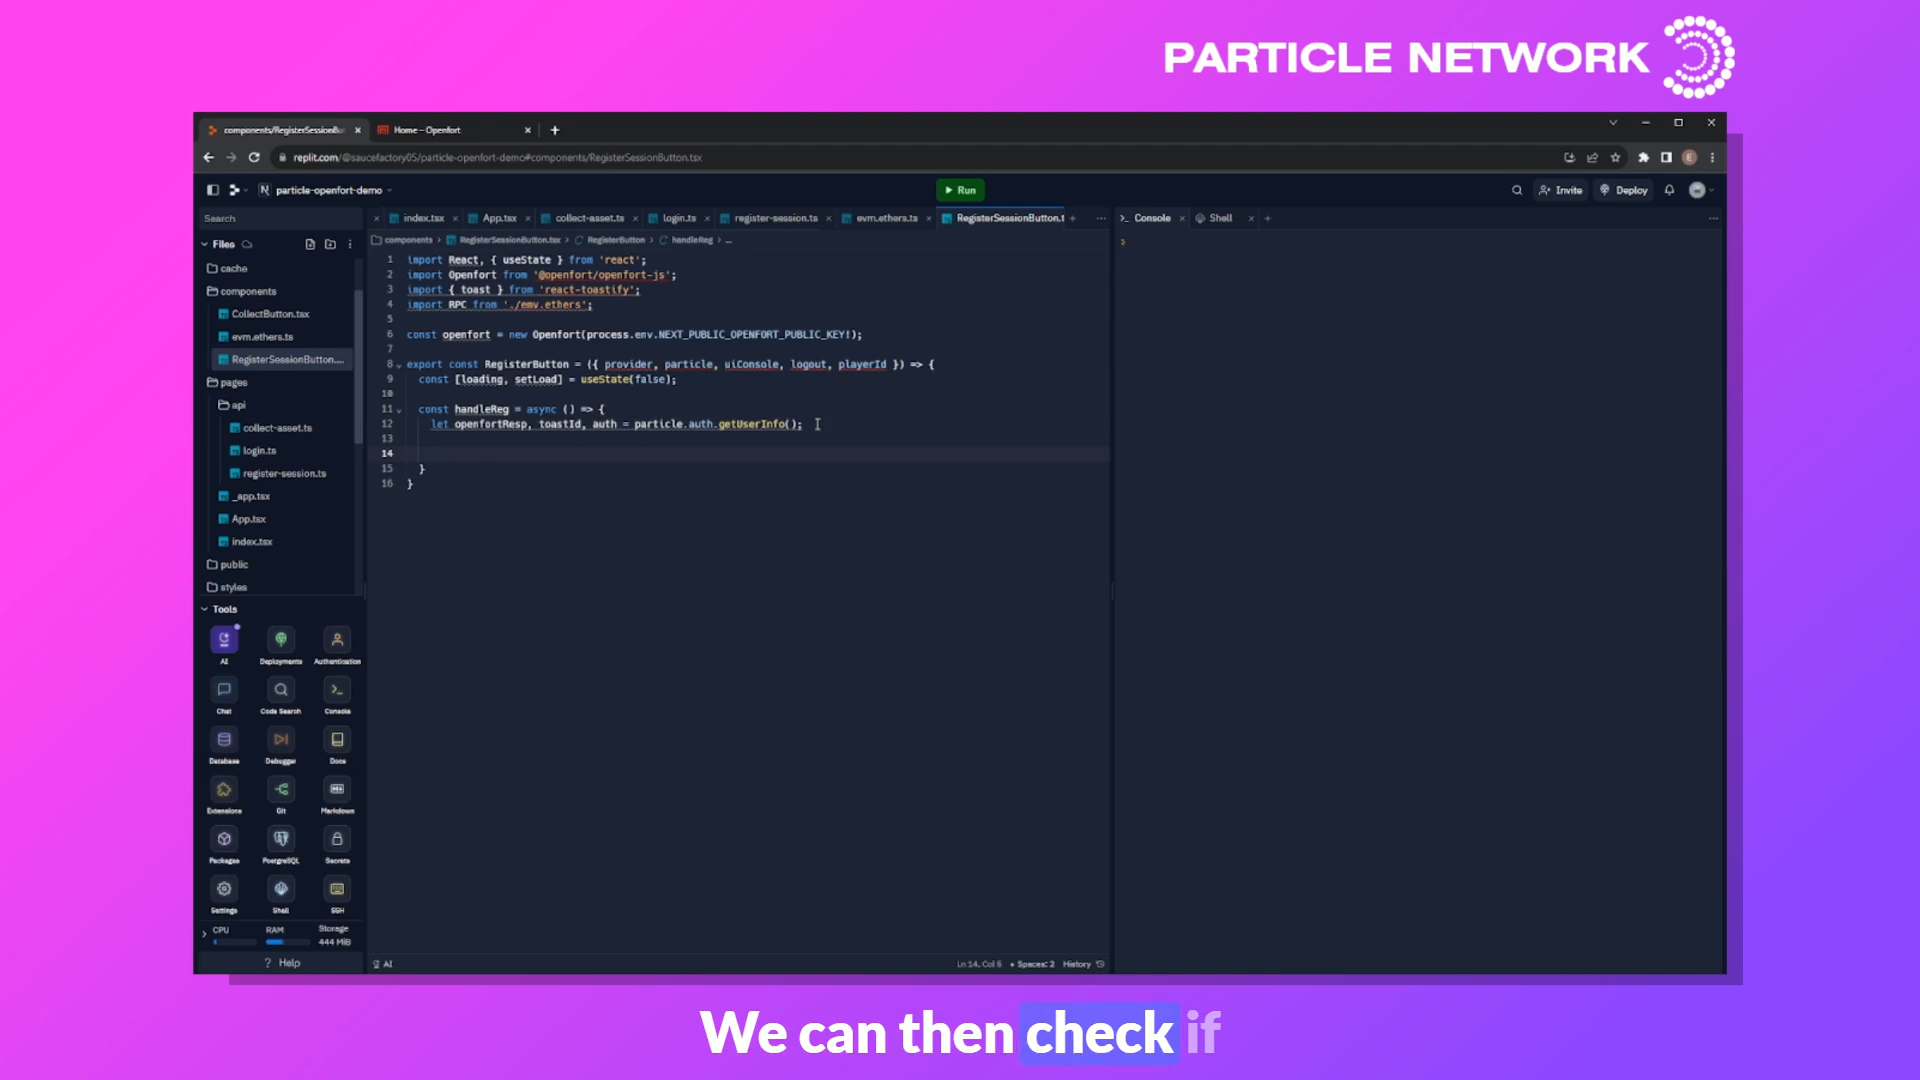 PARTICLE NETWORK
components/RegisterSessionBu
Home – Openfort
replit.com/@saucefactory05/particle-openfort-demo#components/RegisterSessionButton.tsx
E
particle-openfort-demo
Run
Invite
Deploy
Search
index.tsx
App.tsx
collect-asset.ts
login.ts
register-session.ts
evm.ethers.ts
RegisterSessionButton.t
Console
Shell
Files
components
RegisterSessionButton.tsx
RegisterButton
handleReg
...
cache
components
CollectButton.tsx
evm.ethers.ts
RegisterSessionButton....
pages
api
collect-asset.ts
login.ts
register-session.ts
_app.tsx
App.tsx
index.tsx
public
styles
1 import React, { useState } from 'react';
2 import Openfort from '@openfort/openfort-js';
3 import { toast } from 'react-toastify';
4 import RPC from './emv.ethers';
5
6 const openfort = new Openfort(process.env.NEXT_PUBLIC_OPENFORT_PUBLIC_KEY!);
7
8 export const RegisterButton = ({ provider, particle, uiConsole, logout, playerId }) => {
9 const [loading, setLoad] = useState(false);
10
11 const handleReg = async () => {
12 let openfortResp, toastId, auth = particle.auth.getUserInfo();
13
14
15 }
16 }
Tools
AI
Deployments
Authentication
Chat
Code Search
Console
Database
Debugger
Docs
Extensions
Git
Markdown
Packages
PostgreSQL
Secrets
Settings
Shell
SSH
CPU
RAM
Storage
444 MiB
? Help
AI
Ln 14, Col 5
Spaces: 2
History
We can then check if